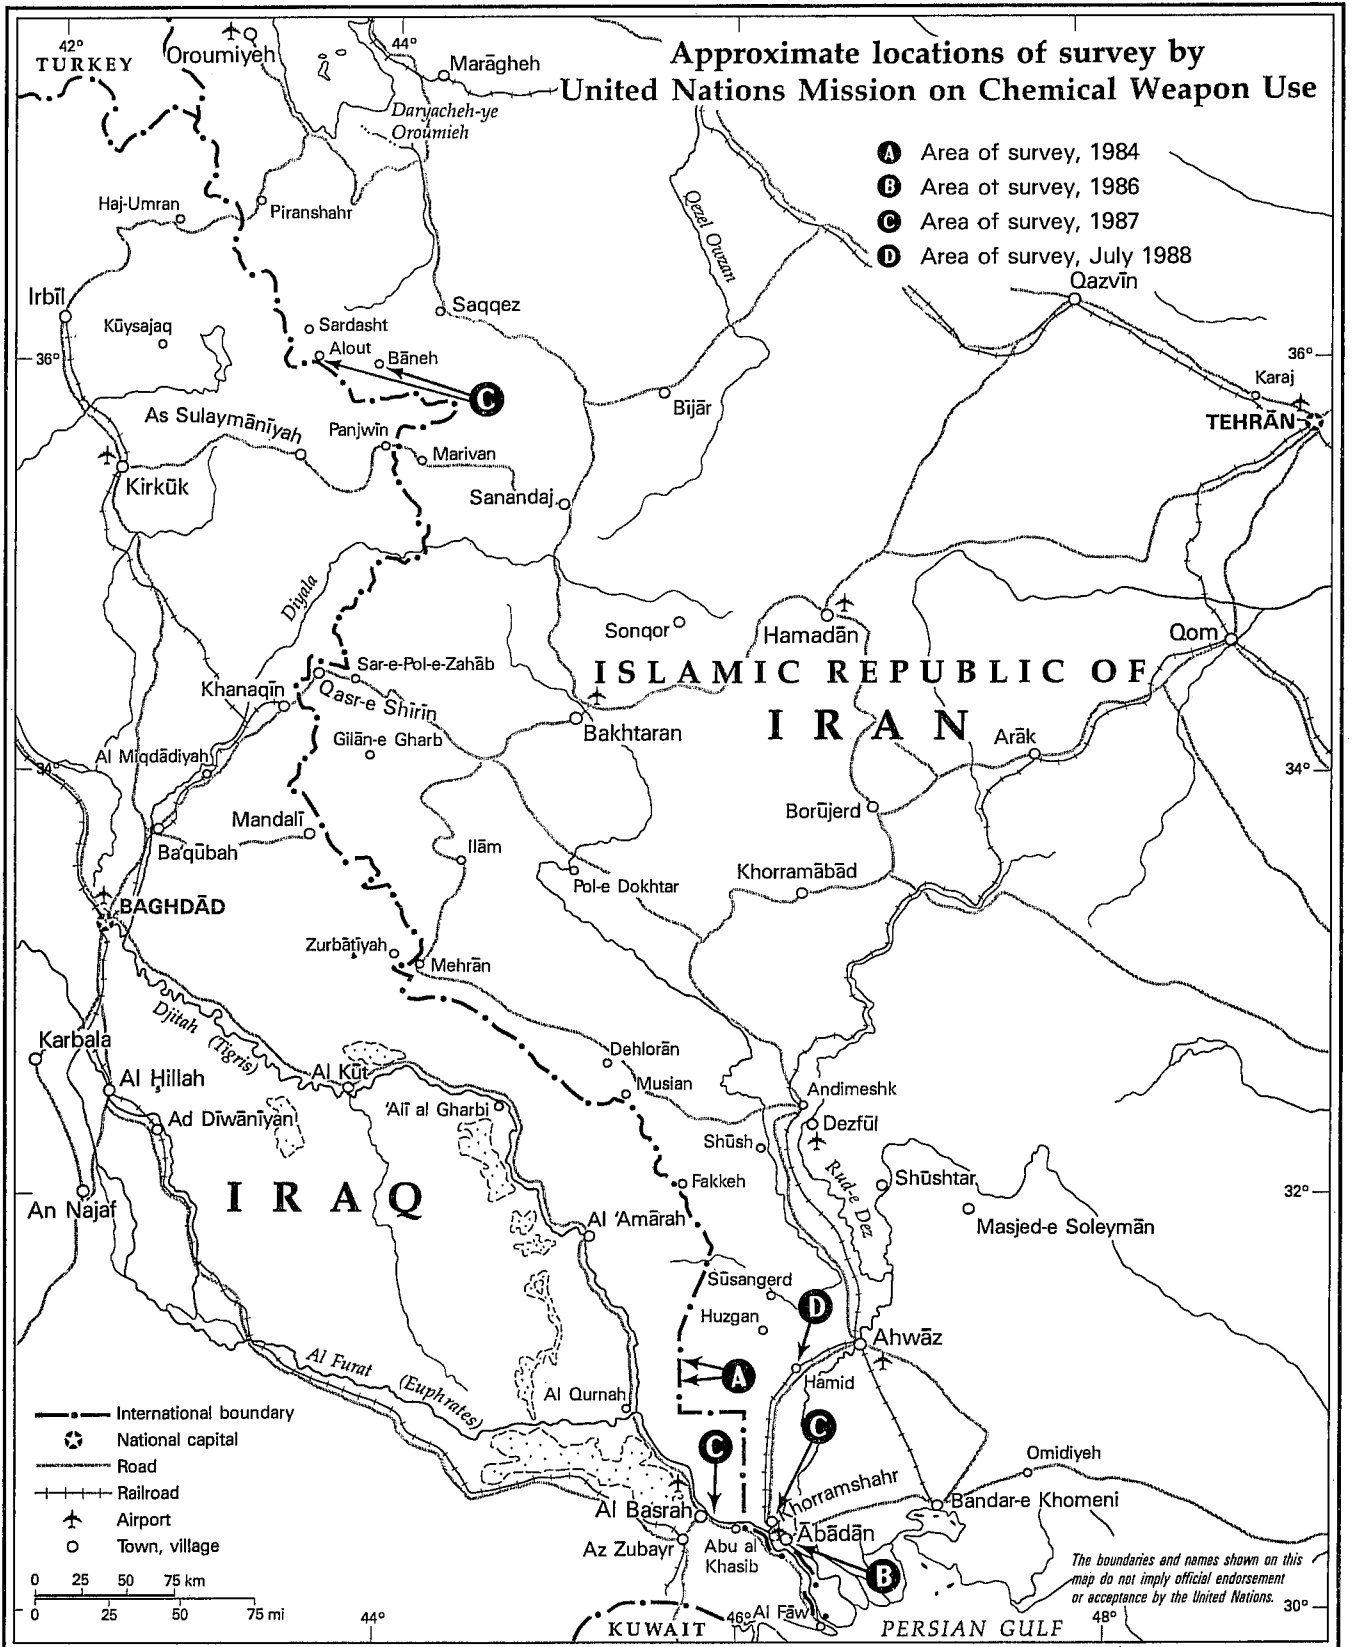 42°
44°
TURKEY
Oroumiyeh
Marāgheh
Approximate locations of survey by
United Nations Mission on Chemical Weapon Use
Daryacheh-ye
Oroumieh
A Area of survey, 1984
B Area of survey, 1986
C Area of survey, 1987
D Area of survey, July 1988
Haj-Umran
Piranshahr
Qezel Owzan
Qazvīn
Irbīl
Saqqez
Kūysajaq
Sardasht
Alout
Bāneh
36°
36°
C
Karaj
Bījār
TEHRĀN
As Sulaymānīyah
Panjwīn
Marivan
Kirkūk
Sanandaj
Diyala
Sonqor
Hamadān
Qom
Sar-e-Pol-e-Zahāb
ISLAMIC REPUBLIC OF
IRAN
Khanaqīn
Qasr-e Shīrīn
Bakhtaran
Gīlān-e Gharb
Arāk
Al Miqdādīyah
34°
34°
Mandalī
Borūjerd
Ba'qūbah
Ilām
Khorramābād
Pol-e Dokhtar
BAGHDĀD
Zurbāṭīyah
Mehrān
Djitah (Tigris)
Karbala
Al Kūt
Dehlorān
Al Ḥillah
Musian
Andimeshk
'Alī al Gharbi
Ad Dīwānīyan
Dezfūl
Shūsh
Rud-e Dez
IRAQ
Fakkeh
Shūshtar
32°
An Najaf
Al 'Amārah
Masjed-e Soleymān
Sūsangerd
D
Huzgan
Ahwāz
Al Furat (Euphrates)
A
Hamid
Al Qurnah
International boundary
C
C
National capital
Road
Omidiyeh
Railroad
Khorramshahr
Bandar-e Khomeni
Airport
Al Basrah
Ābādān
Town, village
Az Zubayr
Abu al
Khasib
B
The boundaries and names shown on this
map do not imply official endorsement
or acceptance by the United Nations.
0 25 50 75 km
0 25 50 75 mi
44°
KUWAIT
46°
Al Fāw
PERSIAN GULF
48°
30°